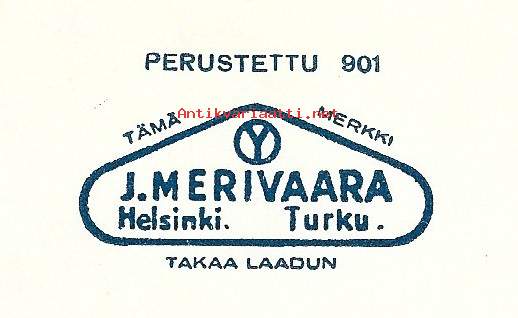 PERUSTETTU 901
TÄMÄ MERKKI
Antikvariaatti.net
Y
J. MERIVAARA
Helsinki. Turku.
TAKAA LAADUN